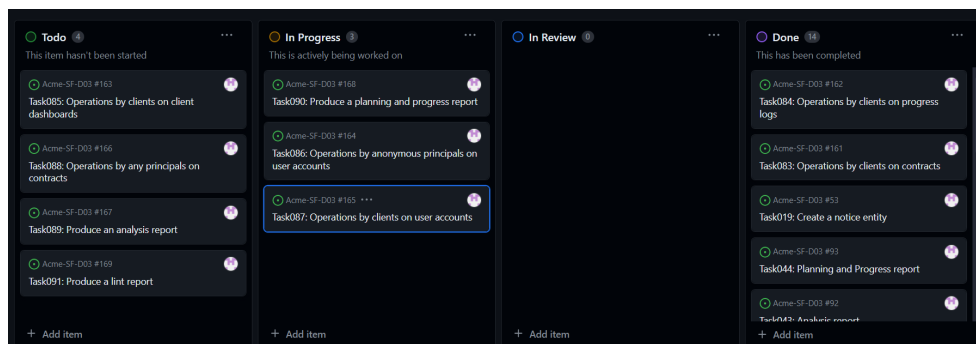 Todo 4
This item hasn't been started
Acme-SF-D03 #163
Task085: Operations by clients on client
dashboards
Acme-SF-D03 #166
Task088: Operations by any principals on
contracts
Acme-SF-D03 #167
Task089: Produce an analysis report
Acme-SF-D03 #169
Task091: Produce a lint report
+ Add item
In Progress 3
This is actively being worked on
Acme-SF-D03 #168
Task090: Produce a planning and progress report
Acme-SF-D03 #164
Task086: Operations by anonymous principals on
user accounts
Acme-SF-D03 #165 ···
Task087: Operations by clients on user accounts
+ Add item
In Review 0
+ Add item
Done 14
This has been completed
Acme-SF-D03 #162
Task084: Operations by clients on progress
logs
Acme-SF-D03 #161
Task083: Operations by clients on contracts
Acme-SF-D03 #53
Task019: Create a notice entity
Acme-SF-D03 #93
Task044: Planning and Progress report
Acme-SF-D03 #92
Task043: Analysis report
+ Add item